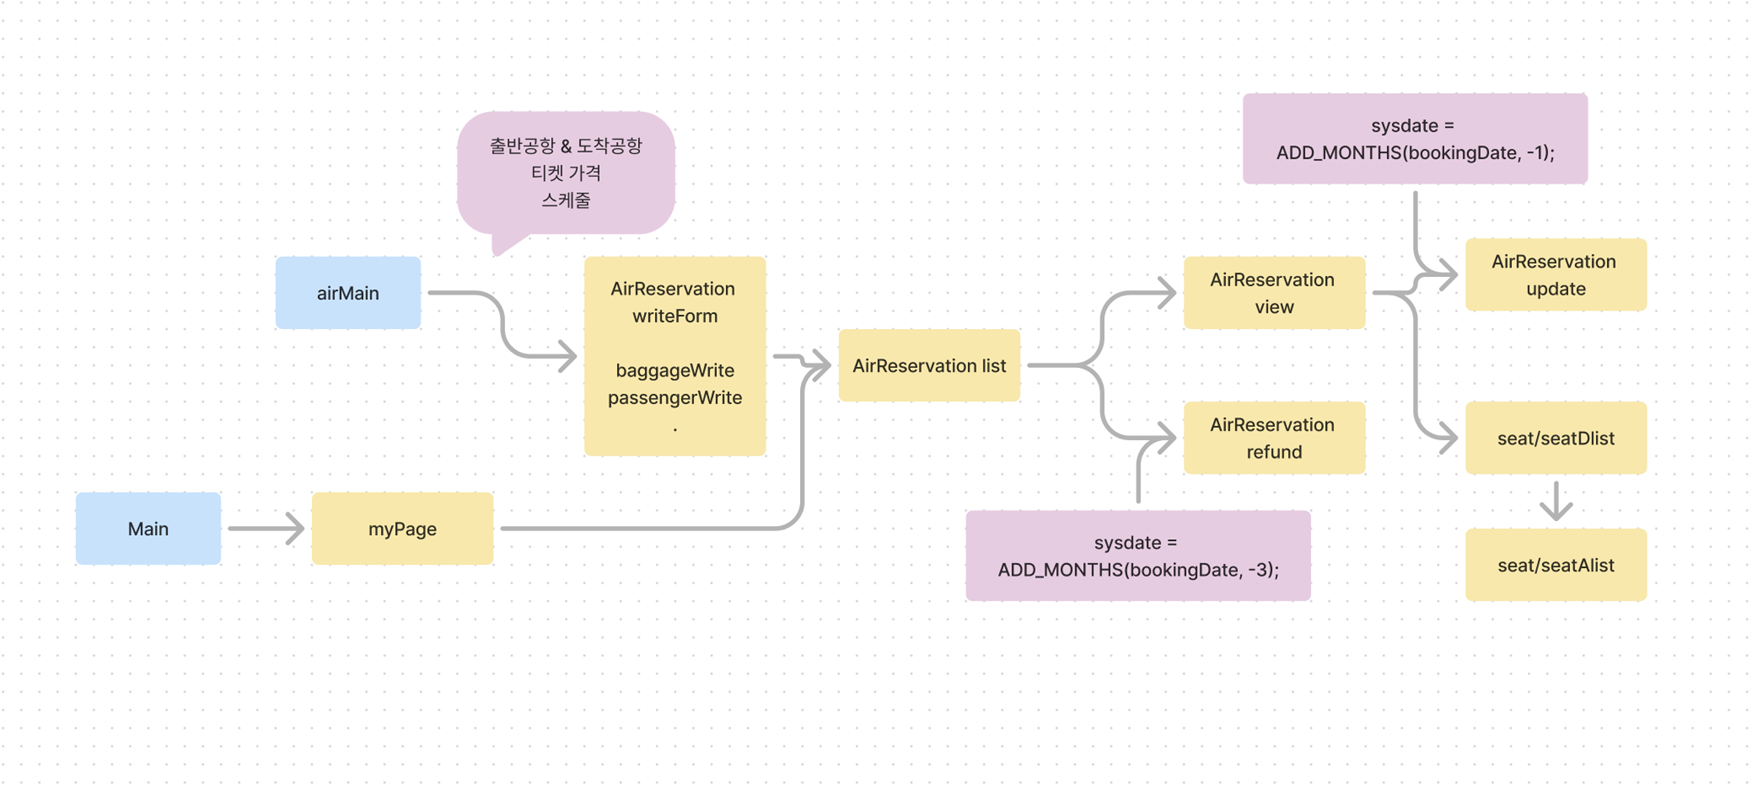 출반공항 & 도착공항
티켓 가격
스케줄
airMain
AirReservation
writeForm
baggageWrite
passengerWrite
.
Main
myPage
AirReservation list
AirReservation
view
AirReservation
refund
sysdate =
ADD_MONTHS(bookingDate, -3);
sysdate =
ADD_MONTHS(bookingDate, -1);
AirReservation
update
seat/seatDlist
seat/seatAlist